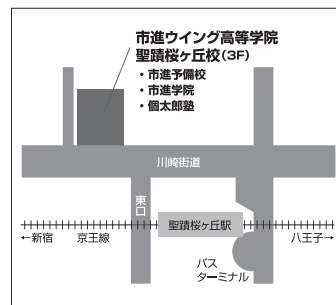 市進ウイング高等学院
聖蹟桜ヶ丘校(3F)
・市進予備校
・市進学院
・個太郎塾
川崎街道
東口
聖蹟桜ヶ丘駅
←新宿
京王線
八王子→
バス
ターミナル